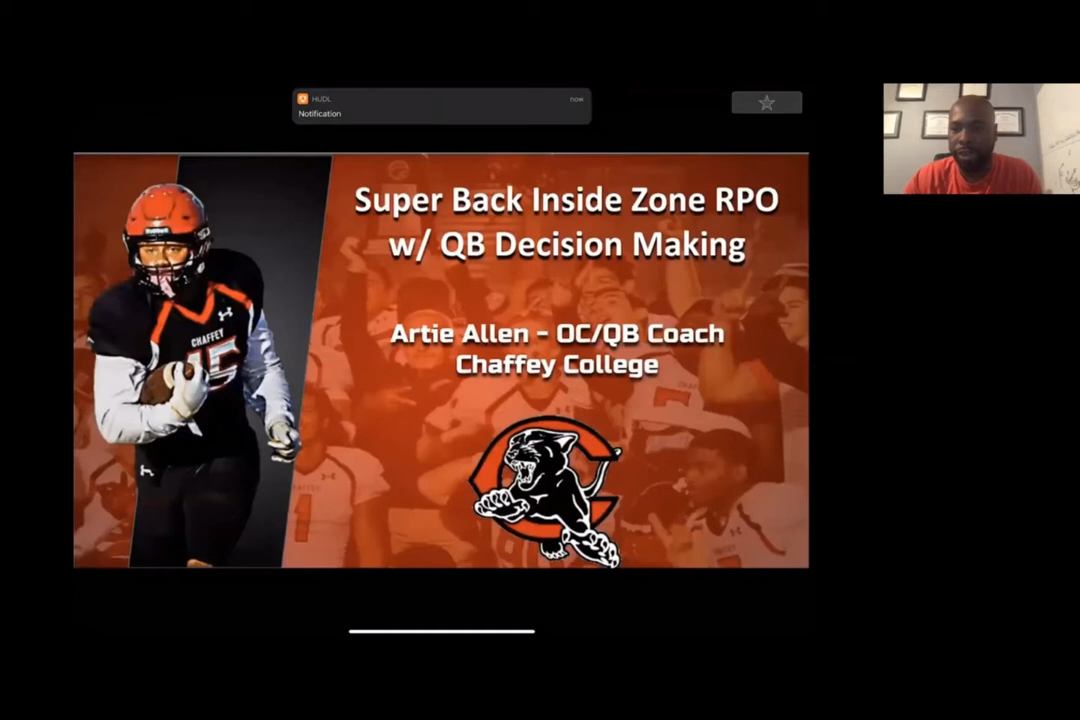 HUDL
now
Notification
Super Back Inside Zone RPO
w/ QB Decision Making
Artie Allen - OC/QB Coach
Chaffey College
CHAFFEY
15
1